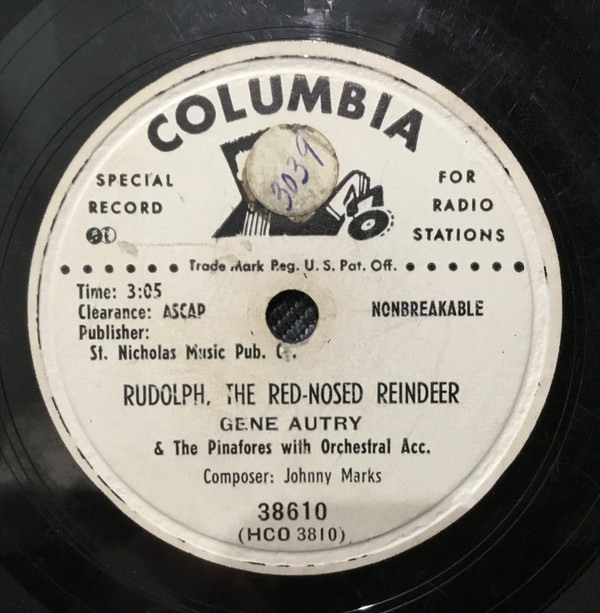 COLUMBIA
3039
SPECIAL
RECORD
FOR
RADIO
STATIONS
Trade Mark Reg. U. S. Pat. Off.
Time: 3:05
Clearance: ASCAP
NONBREAKABLE
Publisher:
St. Nicholas Music Pub.
RUDOLPH, THE RED-NOSED REINDEER
GENE AUTRY
& The Pinafores with Orchestral Acc.
Composer: Johnny Marks
38610
(HCO 3810)